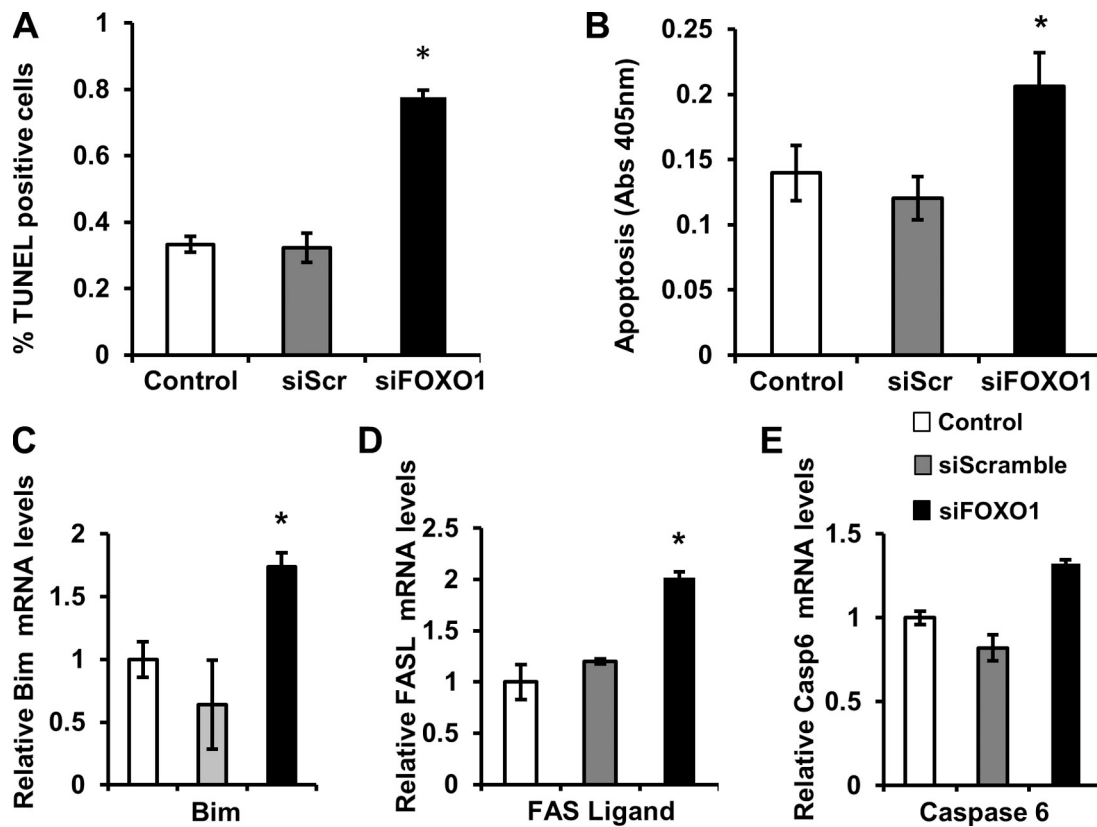 A
% TUNEL positive cells
1
0.8
0.6
0.4
0.2
0
*
Control siScr siFOXO1
B
Apoptosis (Abs 405nm)
0.25
0.2
0.15
0.1
0.05
0
*
Control siScr siFOXO1
C
Relative Bim mRNA levels
2
1.5
1
0.5
0
*
Bim
D
Relative FASL mRNA levels
2.5
2
1.5
1
0.5
0
*
FAS Ligand
E
Control
siScramble
siFOXO1
Relative Casp6 mRNA levels
1.5
1
0.5
0
Caspase 6